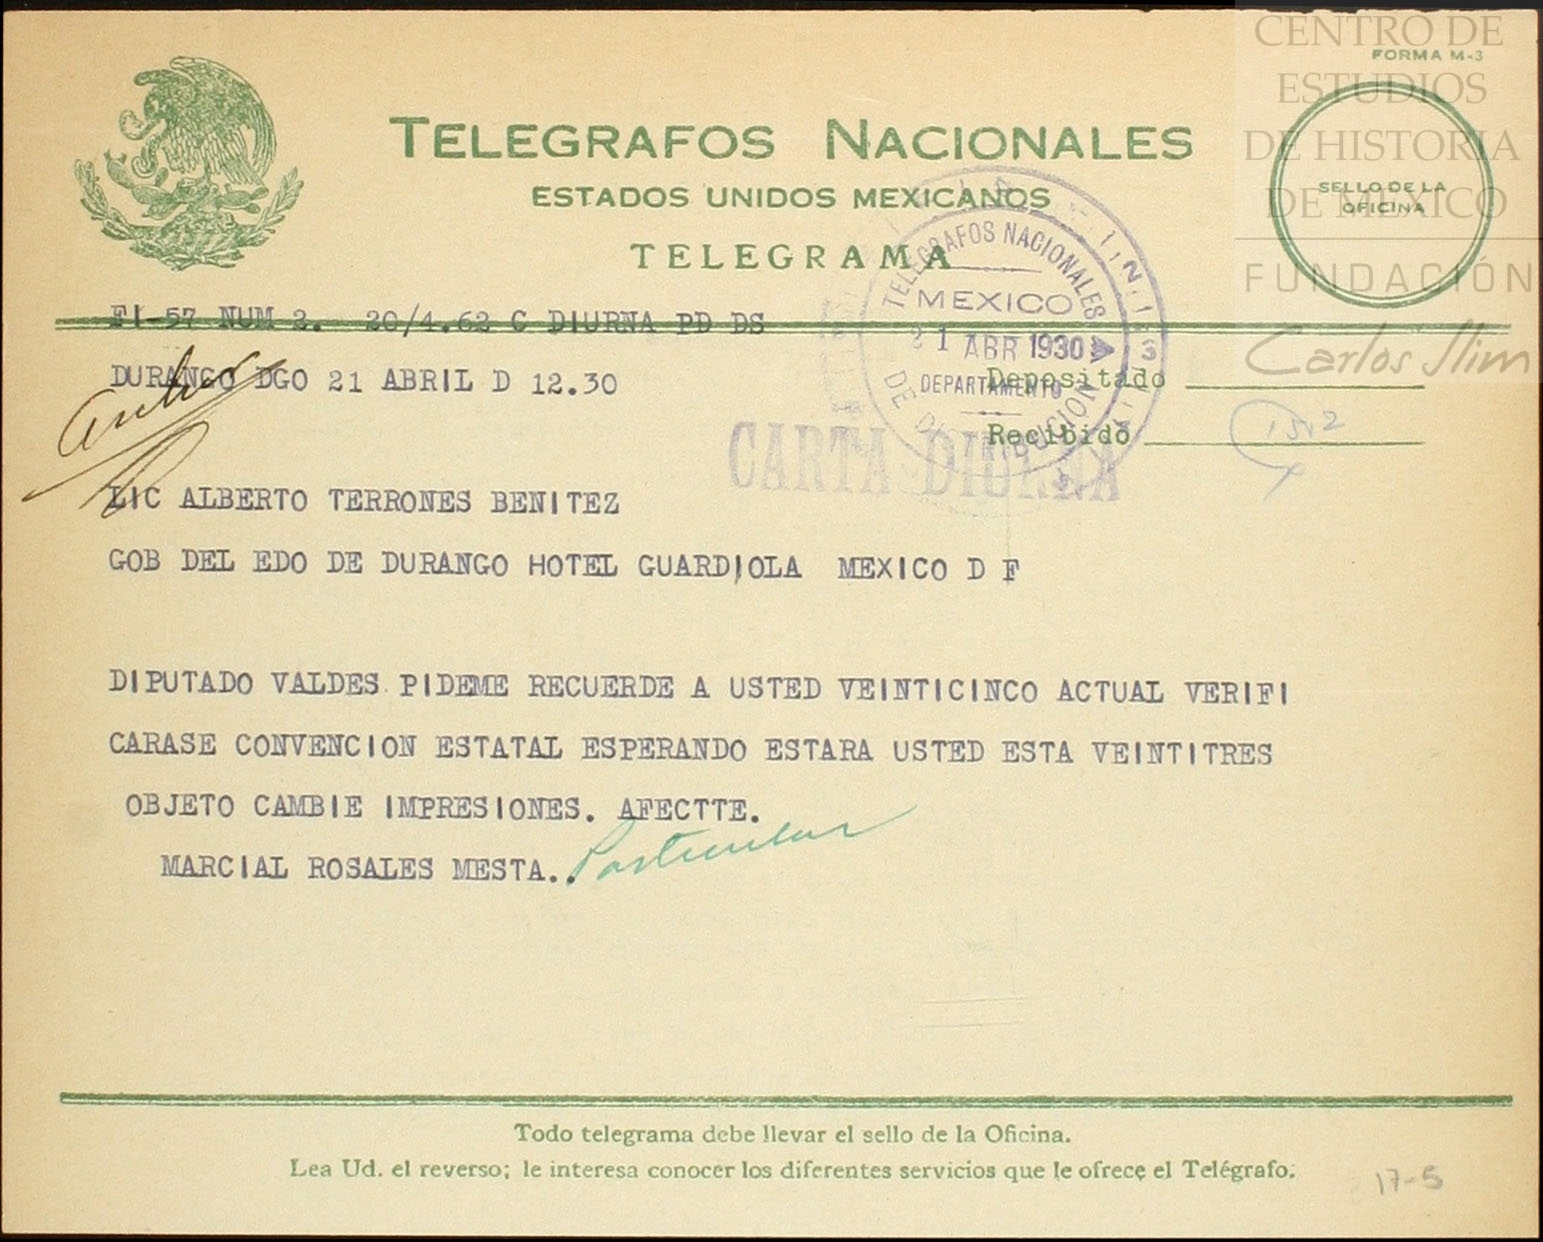 CENTRO DE
ESTUDIOS
DE HISTORIA
DE MEXICO
FUNDACIÓN
Carlos Slim
FORMA M-3
SELLO DE LA
OFICINA
TELEGRAFOS NACIONALES
ESTADOS UNIDOS MEXICANOS
TELEGRAMA
FI-57 NUM 2. 20/4.62 C DIURNA PD DS
DURANGO DGO 21 ABRIL D 12.30
TELEGRAFOS NACIONALES
MEXICO
21 ABR 1930
DEPARTAMENTO
Depositado
Recibido
CARTA DIURNA
LIC ALBERTO TERRONES BENITEZ
GOB DEL EDO DE DURANGO HOTEL GUARDIOLA MEXICO D F
DIPUTADO VALDES PIDEME RECUERDE A USTED VEINTICINCO ACTUAL VERIFI
CARASE CONVENCION ESTATAL ESPERANDO ESTARA USTED ESTA VEINTITRES
OBJETO CAMBIE IMPRESIONES. AFECTTE.
MARCIAL ROSALES MESTA..
Particular
Todo telegrama debe llevar el sello de la Oficina.
Lea Ud. el reverso; le interesa conocer los diferentes servicios que le ofrece el Telégrafo.
17-5